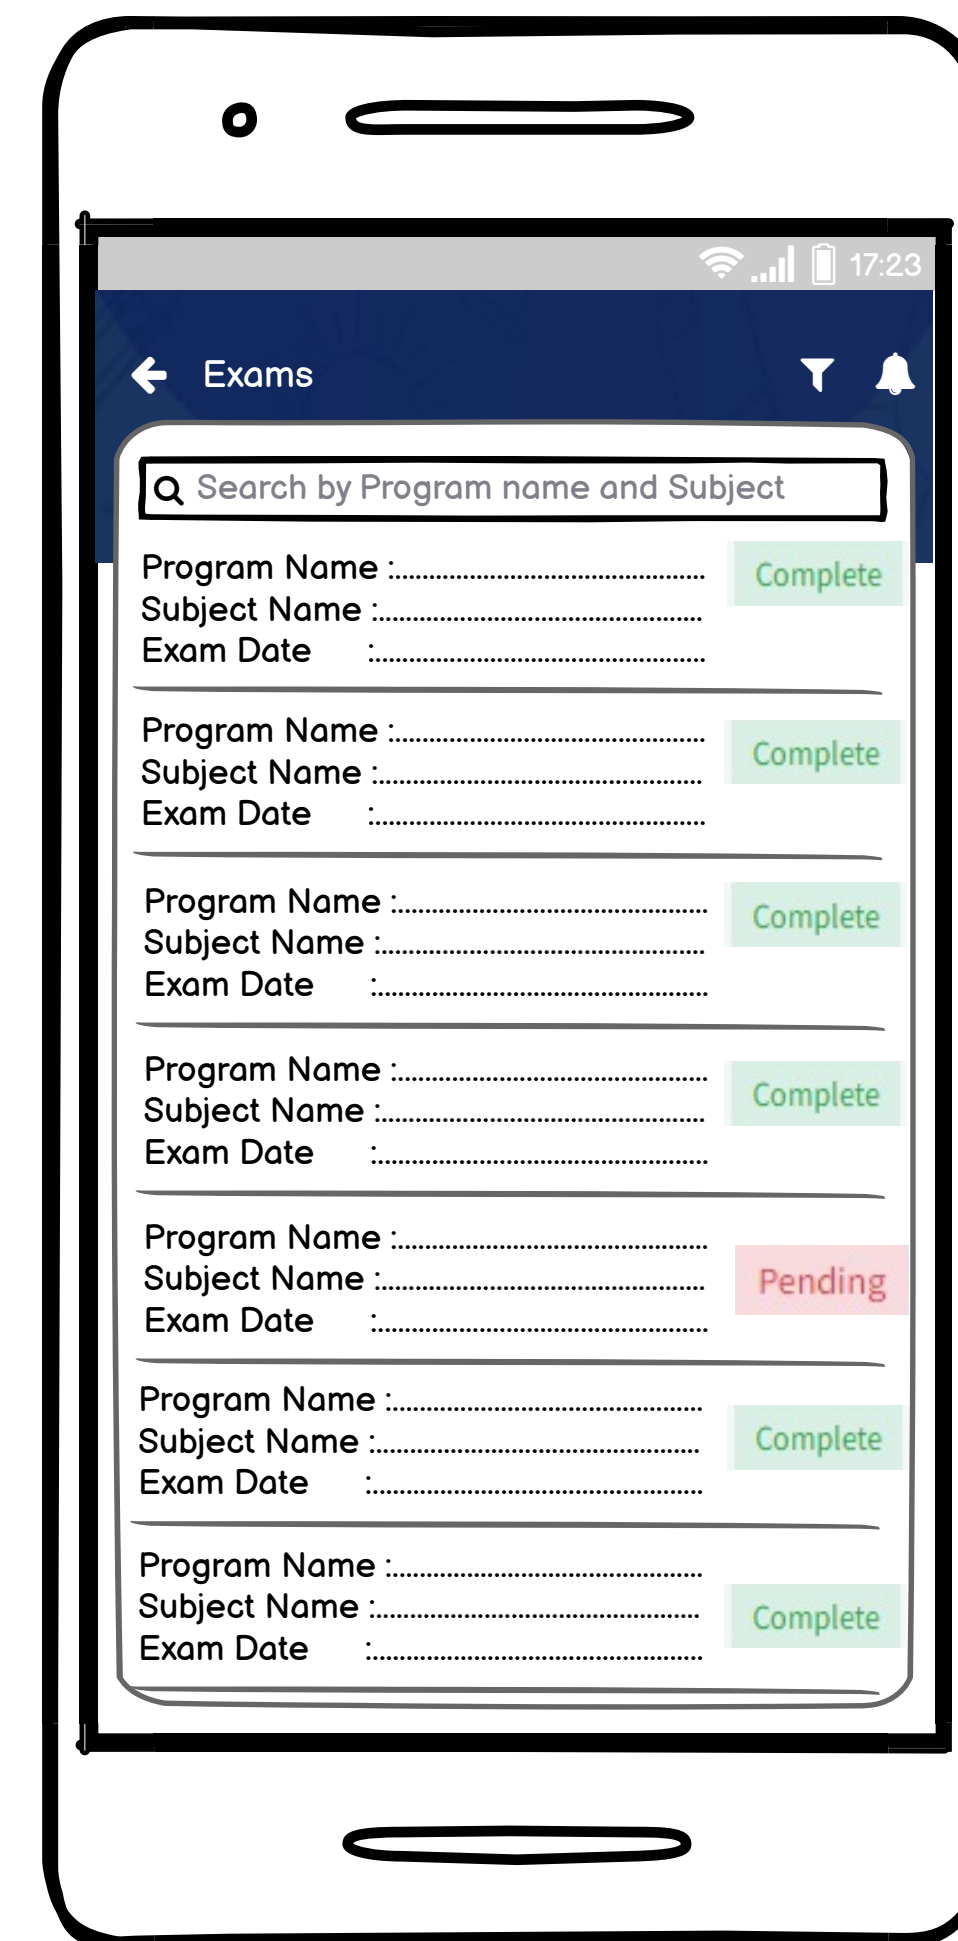 17:23
Exams
Search by Program name and Subject
Program Name :................................................ Complete
Subject Name :..................................................
Exam Date :...................................................
Program Name :................................................ Complete
Subject Name :..................................................
Exam Date :...................................................
Program Name :................................................ Complete
Subject Name :..................................................
Exam Date :...................................................
Program Name :................................................ Complete
Subject Name :..................................................
Exam Date :...................................................
Program Name :................................................
Subject Name :.................................................. Pending
Exam Date :...................................................
Program Name :................................................
Subject Name :.................................................. Complete
Exam Date :...................................................
Program Name :................................................
Subject Name :.................................................. Complete
Exam Date :...................................................